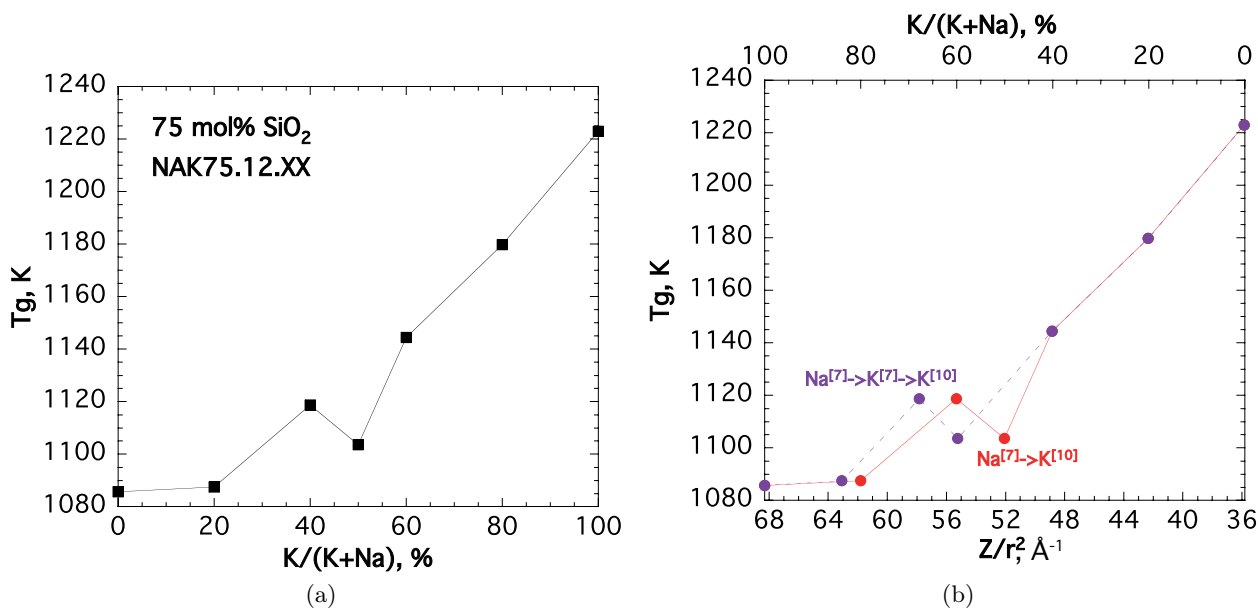 75 mol% SiO₂
NAK75.12.XX
Tg, K
1240
1220
1200
1180
1160
1140
1120
1100
1080
0 20 40 60 80 100
K/(K+Na), %
(a)
K/(K+Na), %
100 80 60 40 20 0
Tg, K
1240
1220
1200
1180
1160
1140
1120
1100
1080
Na[7]->K[7]->K[10]
Na[7]->K[10]
68 64 60 56 52 48 44 40 36
Z/r², Å⁻¹
(b)